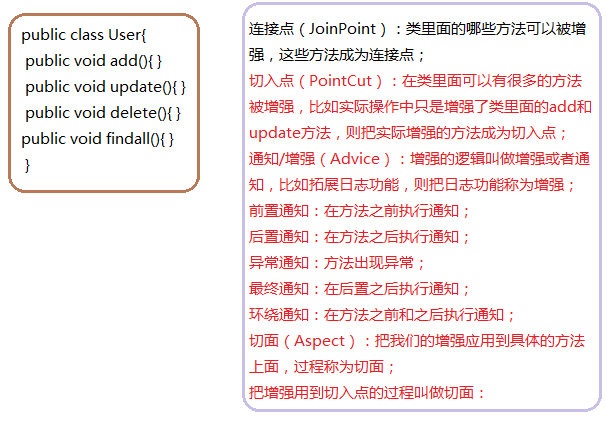 public class User{
public void add(){ }
public void update(){ }
public void delete(){ }
public void findall(){ }
}
连接点（JoinPoint）：类里面的哪些方法可以被增
强，这些方法成为连接点；
切入点（PointCut）：在类里面可以有很多的方法
被增强，比如实际操作中只是增强了类里面的add和
update方法，则把实际增强的方法成为切入点；
通知/增强（Advice）：增强的逻辑叫做增强或者通
知，比如拓展日志功能，则把日志功能称为增强；
前置通知：在方法之前执行通知；
后置通知：在方法之后执行通知；
异常通知：方法出现异常；
最终通知：在后置之后执行通知；
环绕通知：在方法之前和之后执行通知；
切面（Aspect）：把我们的增强应用到具体的方法
上面，过程称为切面；
把增强用到切入点的过程叫做切面：